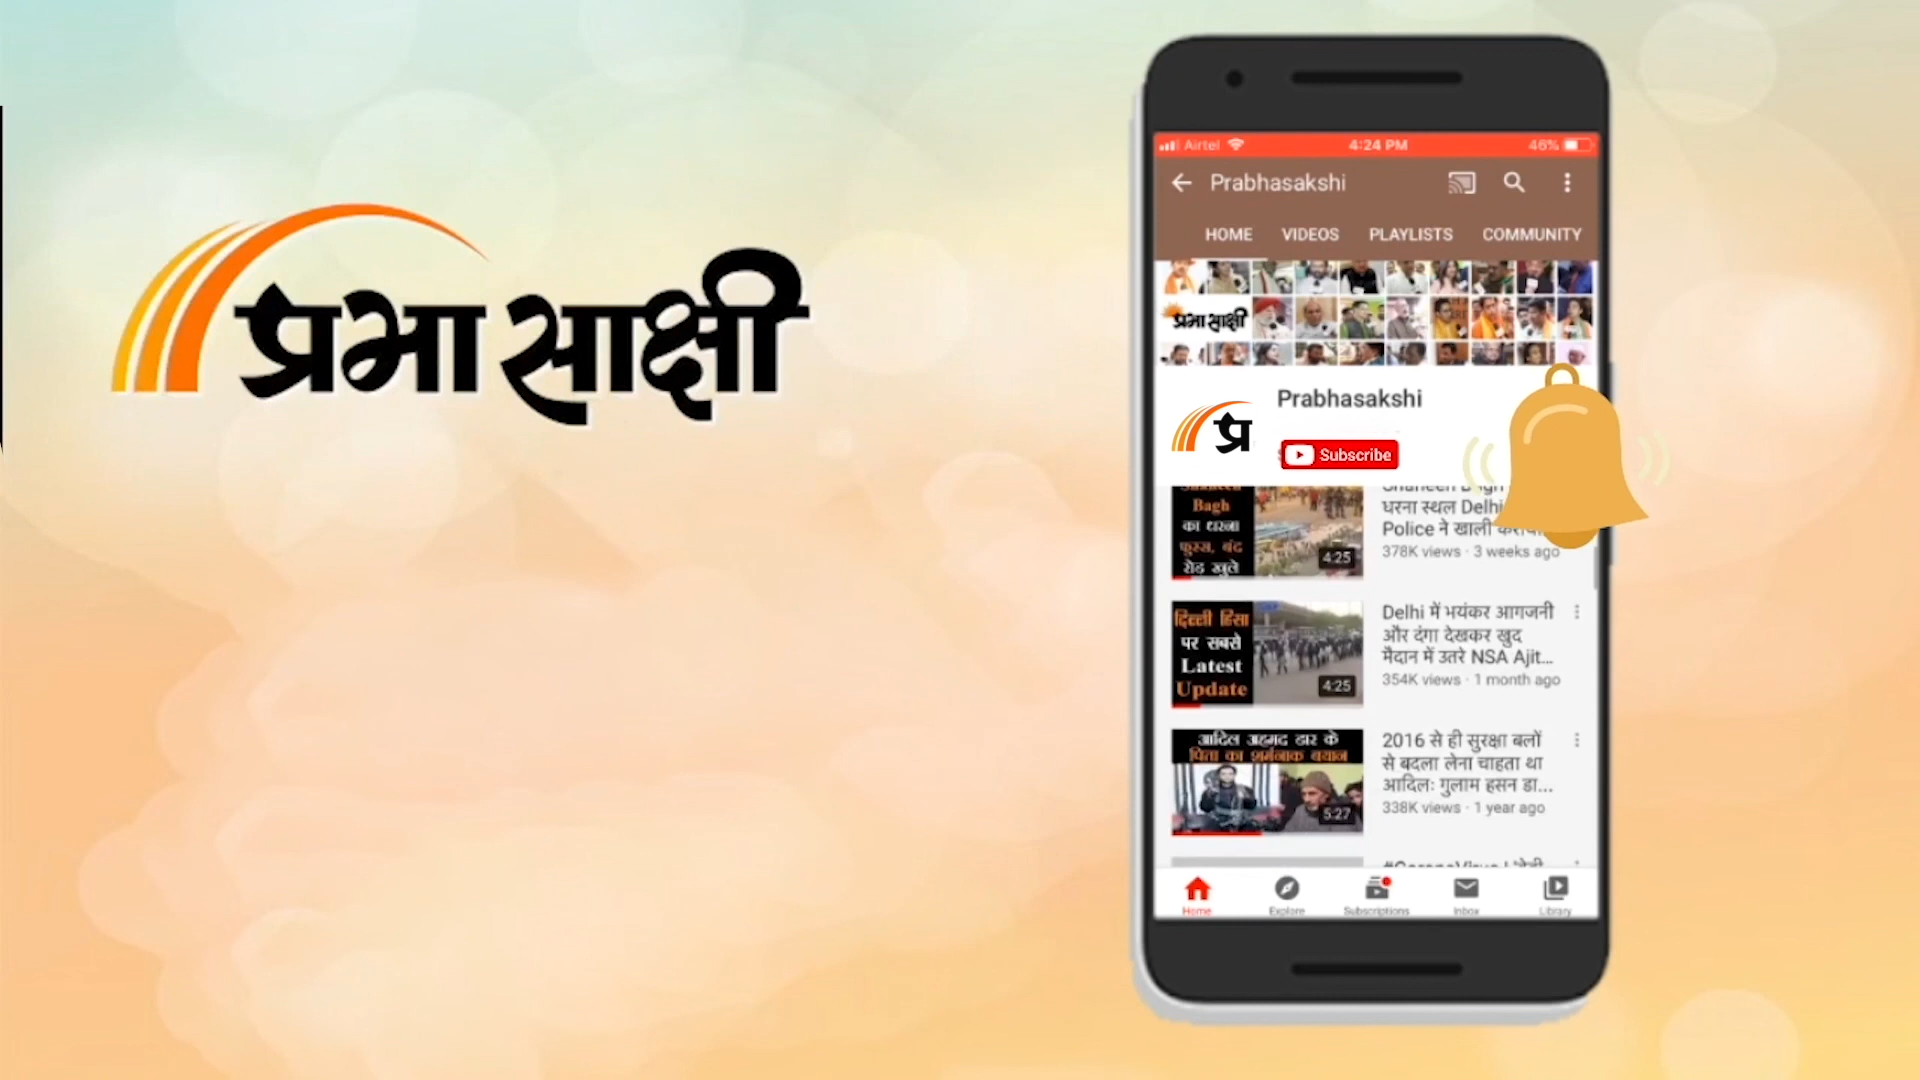 प्रभासाक्षी
Airtel 4:24 PM 46%
Prabhasakshi
HOME VIDEOS PLAYLISTS COMMUNITY
प्रभासाक्षी
Prabhasakshi
प्र
Subscribe
Bagh
का धरना
बंद
रोड खुले
4:25
धरना स्थल Delhi
Police ने खाली
378K views · 3 weeks ago
दिल्ली हिंसा
पर सबसे
Latest
Update
4:25
Delhi में भयंकर आगजनी
और दंगा देखकर खुद
मैदान में उतरे NSA Ajit...
354K views · 1 month ago
आदिल अहमद डार के
पिता का शर्मनाक बयान
5:27
2016 से ही सुरक्षा बलों
से बदला लेना चाहता था
आदिलः गुलाम हसन डा...
338K views · 1 year ago
Home Explore Subscriptions Inbox Library